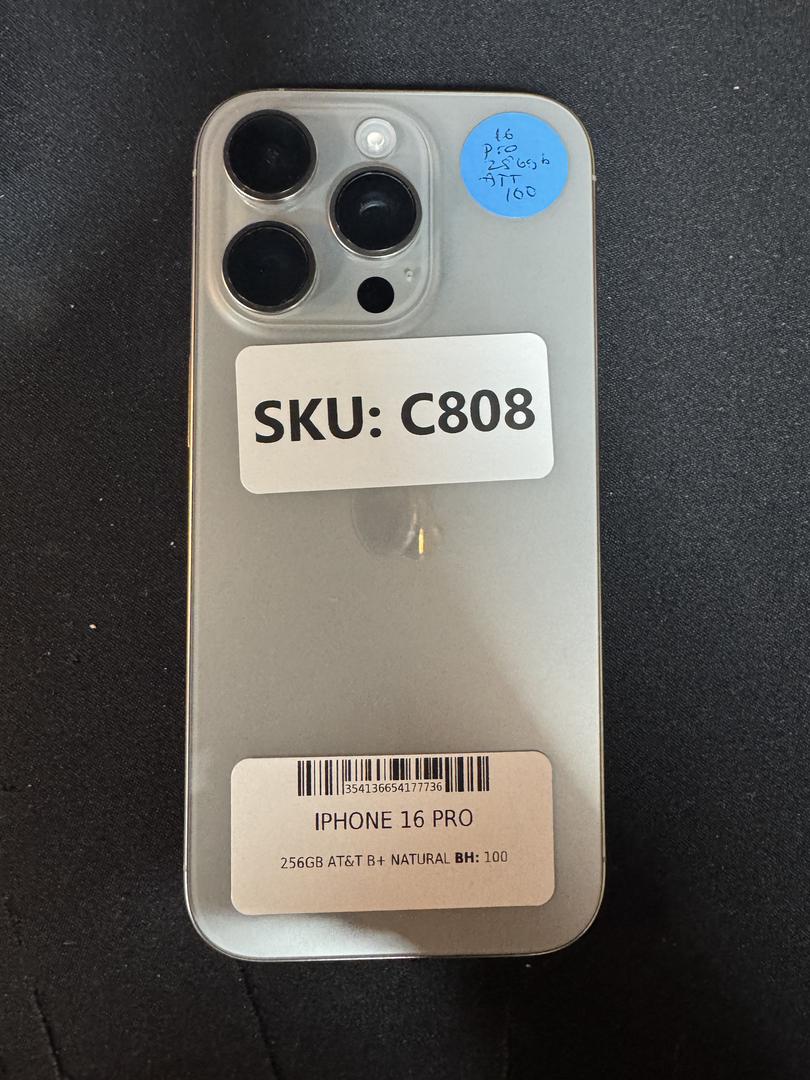 16
Pro
256gb
ATT
100
SKU: C808
354136654177736
IPHONE 16 PRO
256GB AT&T B+ NATURAL BH: 100